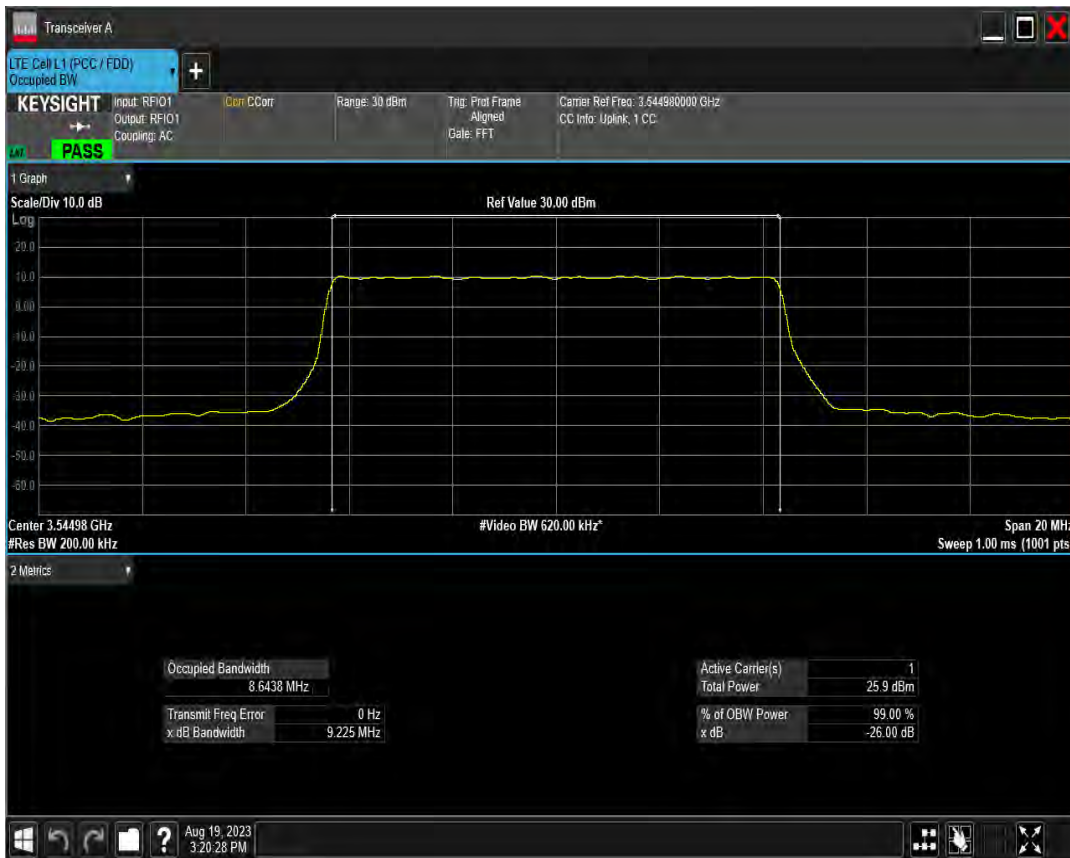 Transceiver A
LTE Cell L1 (PCC / FDD)
Occupied BW
+
KEYSIGHT
Input: RFIO1
Output: RFIO1
Coupling: AC
Corr CCorr
Range: 30 dBm
Trig: Prot Frame
Aligned
Gate: FFT
Carrier Ref Freq: 3.544980000 GHz
CC Info: Uplink, 1 CC
PASS
1 Graph
Scale/Div 10.0 dB
Ref Value 30.00 dBm
Log
20.0
10.0
0.00
-10.0
-20.0
-30.0
-40.0
-50.0
-60.0
Center 3.54498 GHz
#Video BW 620.00 kHz*
Span 20 MHz
#Res BW 200.00 kHz
Sweep 1.00 ms (1001 pts
2 Metrics
Occupied Bandwidth
8.6438 MHz
Transmit Freq Error 0 Hz
x dB Bandwidth 9.225 MHz
Active Carrier(s) 1
Total Power 25.9 dBm
% of OBW Power 99.00 %
x dB -26.00 dB
?
Aug 19, 2023
3:20:28 PM